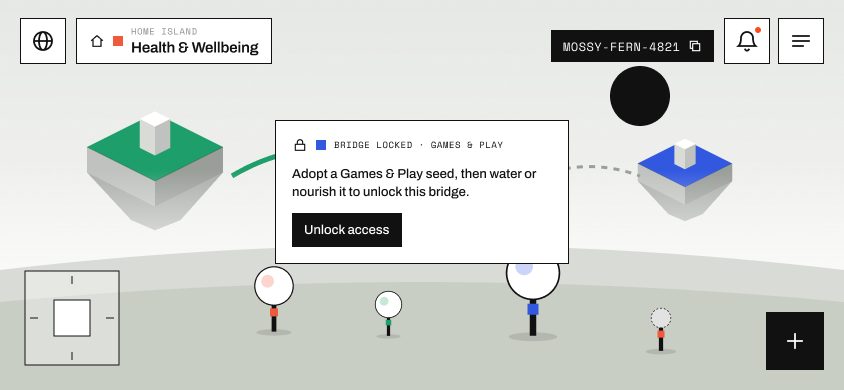 HOME ISLAND
Health & Wellbeing
MOSSY-FERN-4821
BRIDGE LOCKED · GAMES & PLAY
Adopt a Games & Play seed, then water or
nourish it to unlock this bridge.
Unlock access